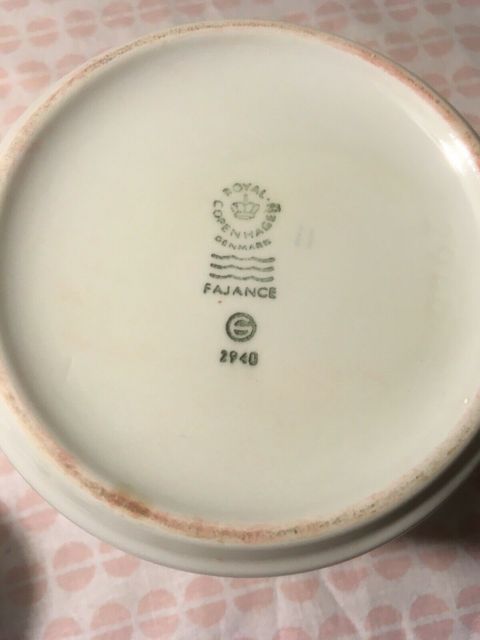 ROYAL
COPENHAGEN
DENMARK
FAJANCE
2940